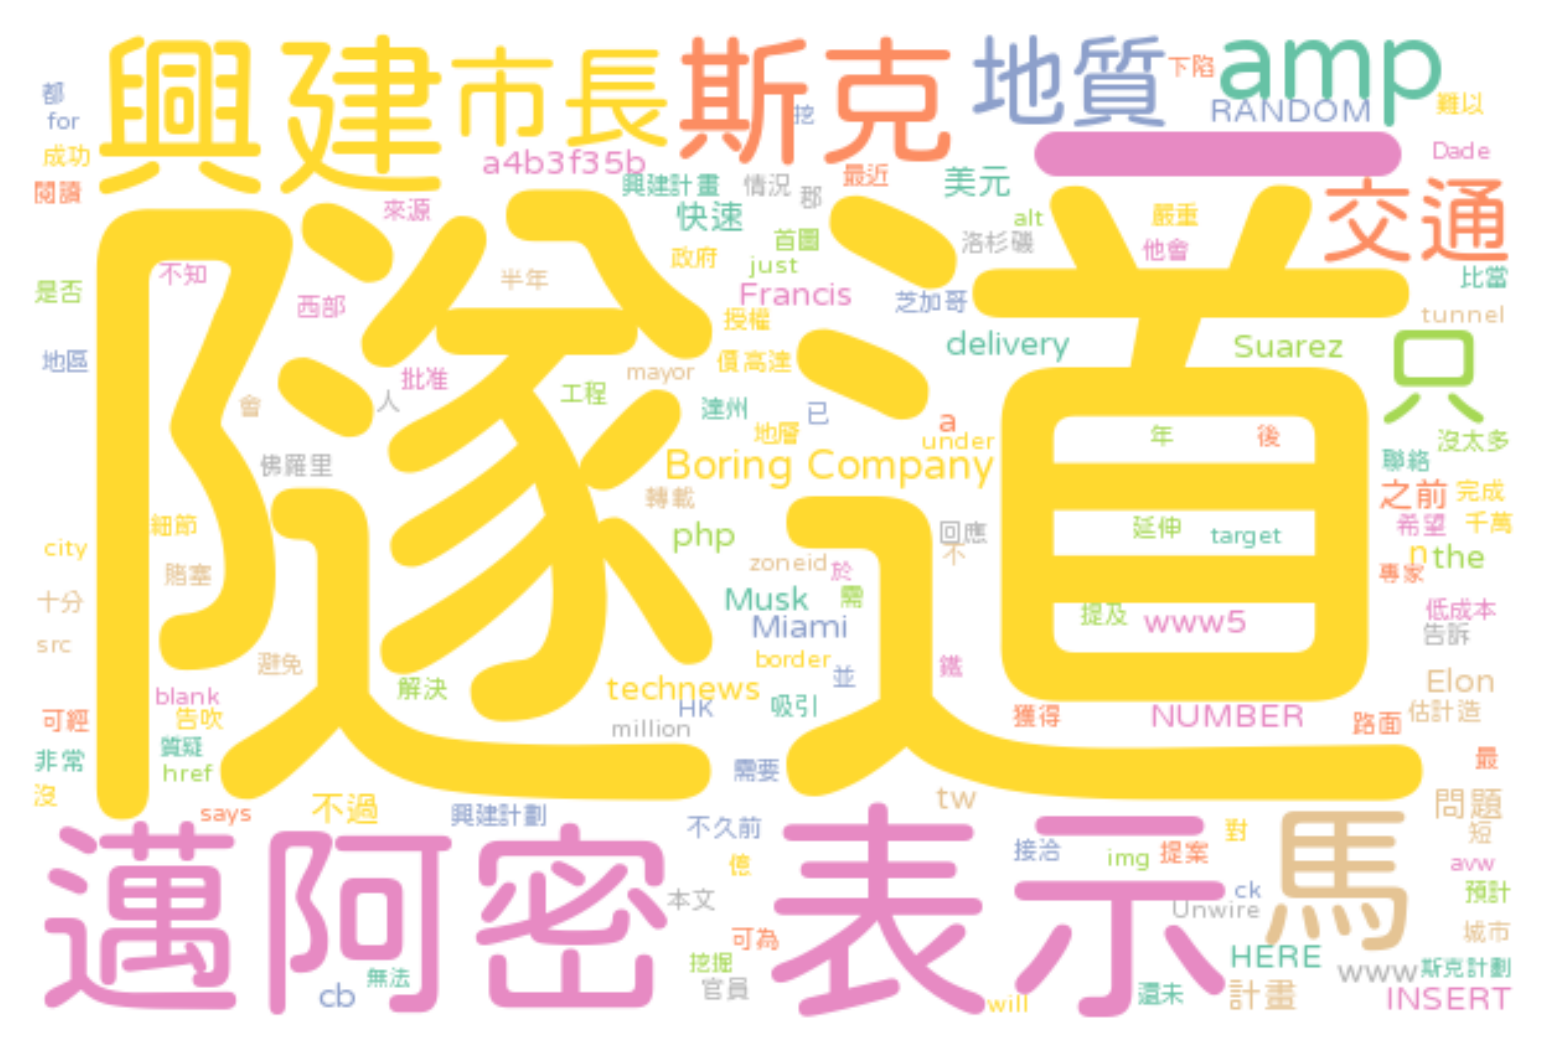 興建 市長 斯克 地質 下陷 amp
都 for 挖 RANDOM 難以
成功 a4b3f35b 一 Dade
閱讀 興建計畫 情況 郡 最近 美元 交通
來源 快速 alt 嚴重
首圖 洛杉磯 他會
隧道
不知 半年 政府 just 比當
是否 西部 Francis 芝加哥 tunnel
授權
地區 批准 mayor 價高達 delivery Suarez 只
會 人 工程 達州 已 a 年 後 沒太多
地層 under
佛羅里 Boring Company 聯絡
轉載 之前 完成
city 細節 php 回應 延伸 target 希望 千萬
賭塞 zoneid 於 不 n the
專家
十分 Musk 需 提及 www5 低成本
src Miami 告訴
避免 border 並 鐵 Elon
blank 解決 technews 吸引 獲得 NUMBER 估計造
可經 告吹 HK 路面
非常 質疑 million 需要 最
href
沒 says 不過 興建計劃 不久前 tw 問題
邁阿密 表示 馬
億 接洽 img 提案 對 短
本文 ck avw
Unwire 預計
可為 城市
無法 挖掘 HERE www 斯克計劃
cb 官員 will 還未 計畫 INSERT